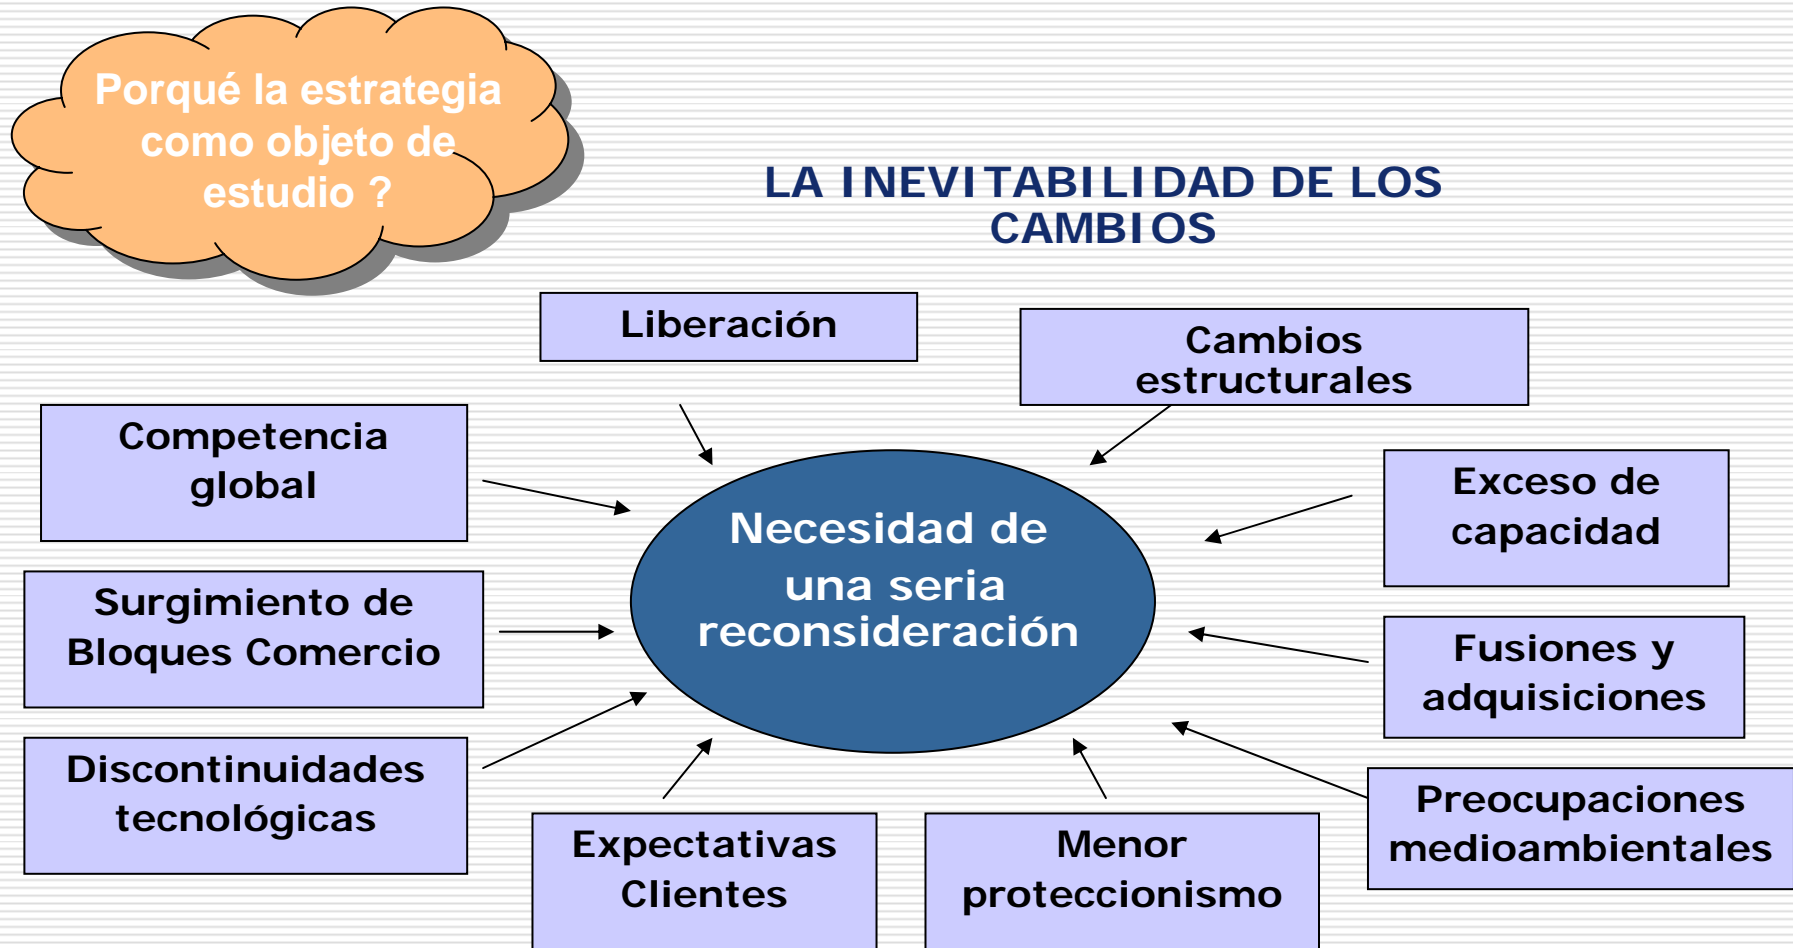 Porqué la estrategia
como objeto de
estudio ?
LA INEVITABILIDAD DE LOS
CAMBIOS
Liberación
Cambios
estructurales
Competencia
global
Exceso de
capacidad
Necesidad de
una seria
reconsideración
Surgimiento de
Bloques Comercio
Fusiones y
adquisiciones
Discontinuidades
tecnológicas
Preocupaciones
medioambientales
Expectativas
Clientes
Menor
proteccionismo